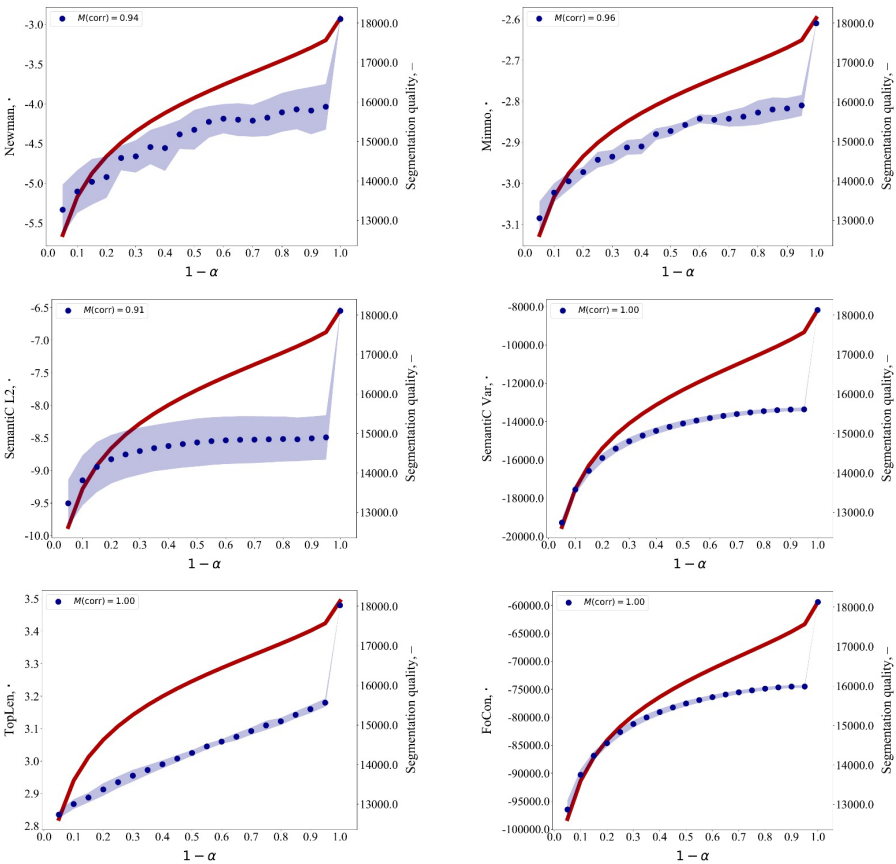 M(corr) = 0.94
-3.0
-3.5
-4.0
-4.5
-5.0
-5.5
Newman, •
18000.0
17000.0
16000.0
15000.0
14000.0
13000.0
Segmentation quality, –
0.0 0.1 0.2 0.3 0.4 0.5 0.6 0.7 0.8 0.9 1.0
1 − α
M(corr) = 0.96
-2.6
-2.7
-2.8
-2.9
-3.0
-3.1
Mimno, •
18000.0
17000.0
16000.0
15000.0
14000.0
13000.0
Segmentation quality, –
0.0 0.1 0.2 0.3 0.4 0.5 0.6 0.7 0.8 0.9 1.0
1 − α
M(corr) = 0.91
-6.5
-7.0
-7.5
-8.0
-8.5
-9.0
-9.5
-10.0
SemantiC L2, •
18000.0
17000.0
16000.0
15000.0
14000.0
13000.0
Segmentation quality, –
0.0 0.1 0.2 0.3 0.4 0.5 0.6 0.7 0.8 0.9 1.0
1 − α
M(corr) = 1.00
-8000.0
-10000.0
-12000.0
-14000.0
-16000.0
-18000.0
-20000.0
SemantiC Var, •
18000.0
17000.0
16000.0
15000.0
14000.0
13000.0
Segmentation quality, –
0.0 0.1 0.2 0.3 0.4 0.5 0.6 0.7 0.8 0.9 1.0
1 − α
M(corr) = 1.00
3.5
3.4
3.3
3.2
3.1
3.0
2.9
2.8
TopLen, •
18000.0
17000.0
16000.0
15000.0
14000.0
13000.0
Segmentation quality, –
0.0 0.1 0.2 0.3 0.4 0.5 0.6 0.7 0.8 0.9 1.0
1 − α
M(corr) = 1.00
-60000.0
-65000.0
-70000.0
-75000.0
-80000.0
-85000.0
-90000.0
-95000.0
-100000.0
FoCon, •
18000.0
17000.0
16000.0
15000.0
14000.0
13000.0
Segmentation quality, –
0.0 0.1 0.2 0.3 0.4 0.5 0.6 0.7 0.8 0.9 1.0
1 − α